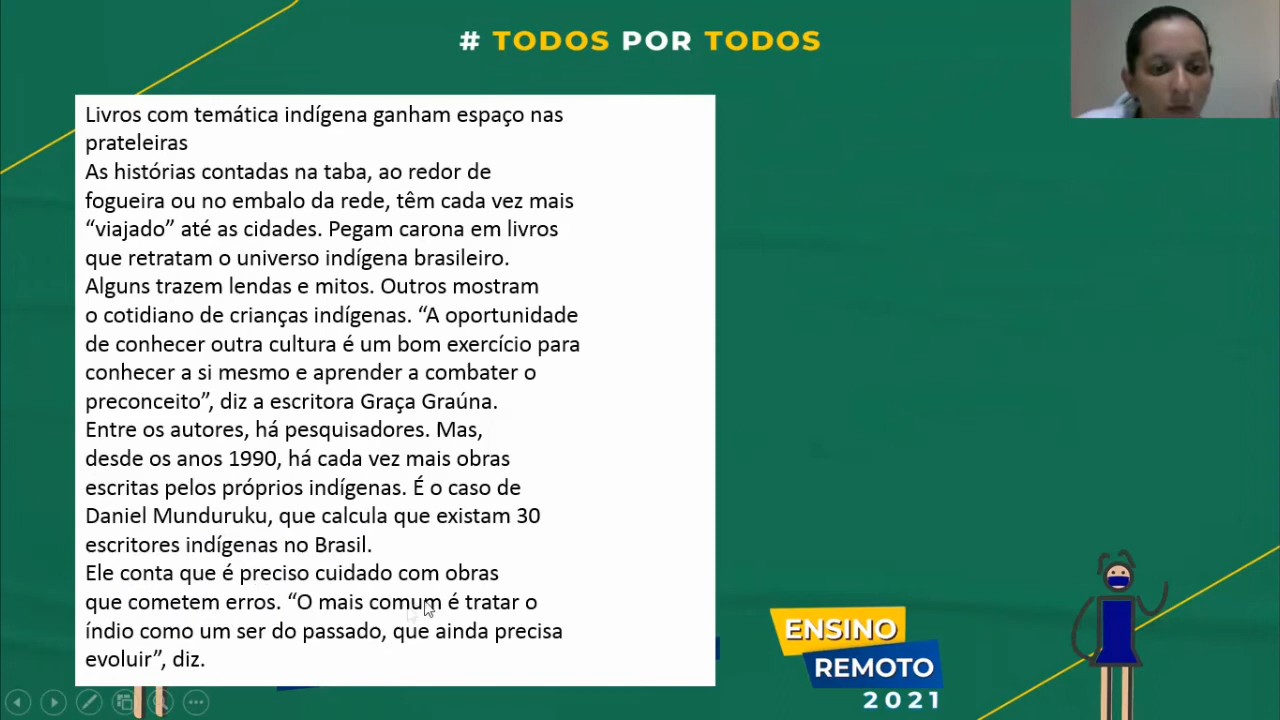 # TODOS POR TODOS
Livros com temática indígena ganham espaço nas
prateleiras
As histórias contadas na taba, ao redor de
fogueira ou no embalo da rede, têm cada vez mais
“viajado” até as cidades. Pegam carona em livros
que retratam o universo indígena brasileiro.
Alguns trazem lendas e mitos. Outros mostram
o cotidiano de crianças indígenas. “A oportunidade
de conhecer outra cultura é um bom exercício para
conhecer a si mesmo e aprender a combater o
preconceito”, diz a escritora Graça Graúna.
Entre os autores, há pesquisadores. Mas,
desde os anos 1990, há cada vez mais obras
escritas pelos próprios indígenas. É o caso de
Daniel Munduruku, que calcula que existam 30
escritores indígenas no Brasil.
Ele conta que é preciso cuidado com obras
que cometem erros. “O mais comum é tratar o
índio como um ser do passado, que ainda precisa
evoluir”, diz.
ENSINO
REMOTO
2021